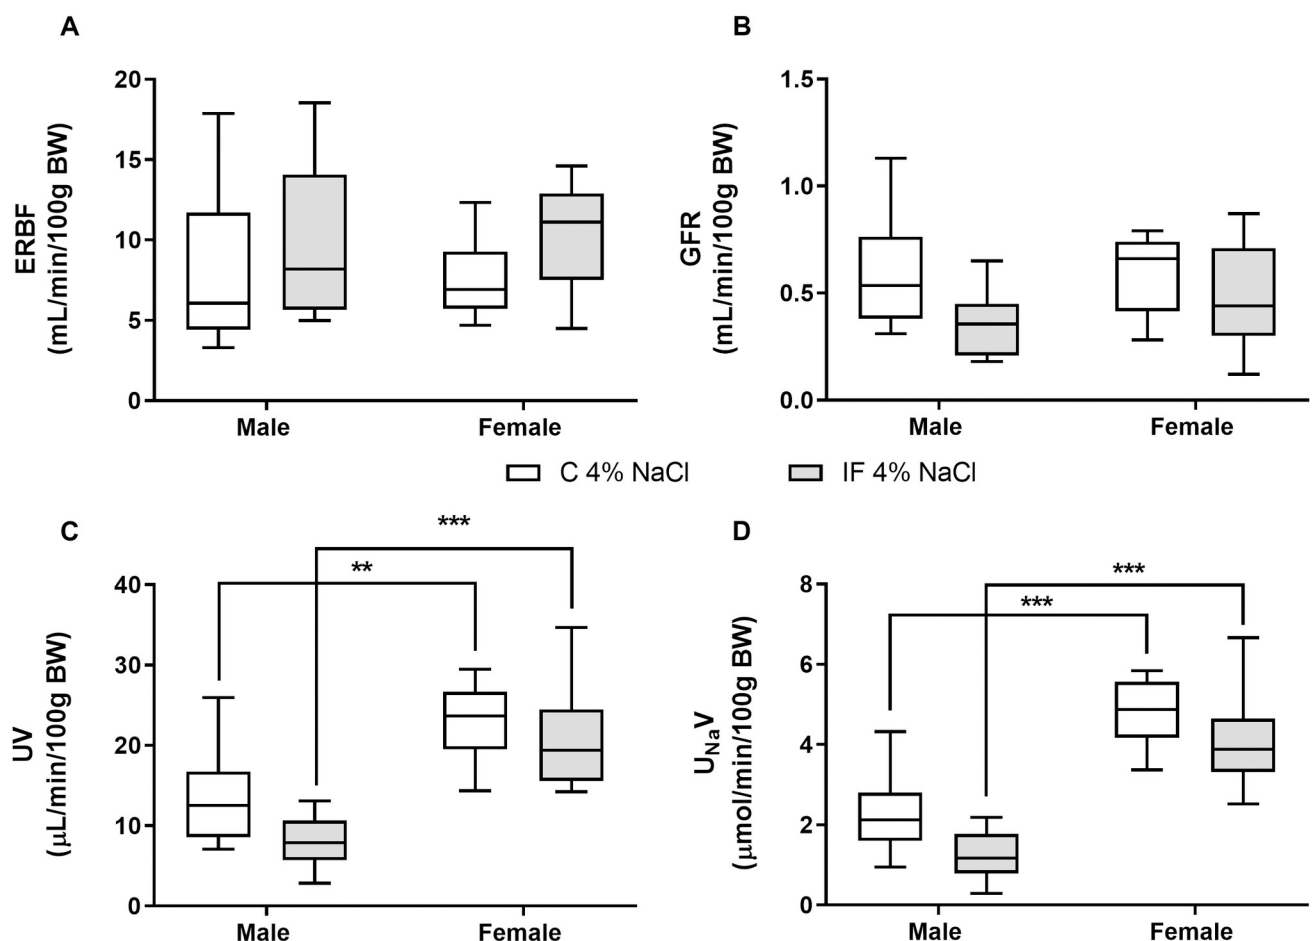 A
20
15
10
5
0
ERBF
(mL/min/100g BW)
Male
Female
B
1.5
1.0
0.5
0.0
GFR
(mL/min/100g BW)
Male
Female
C 4% NaCl
IF 4% NaCl
C
***
**
40
30
20
10
0
UV
(μL/min/100g BW)
Male
Female
D
***
***
8
6
4
2
0
UNaV
(μmol/min/100g BW)
Male
Female